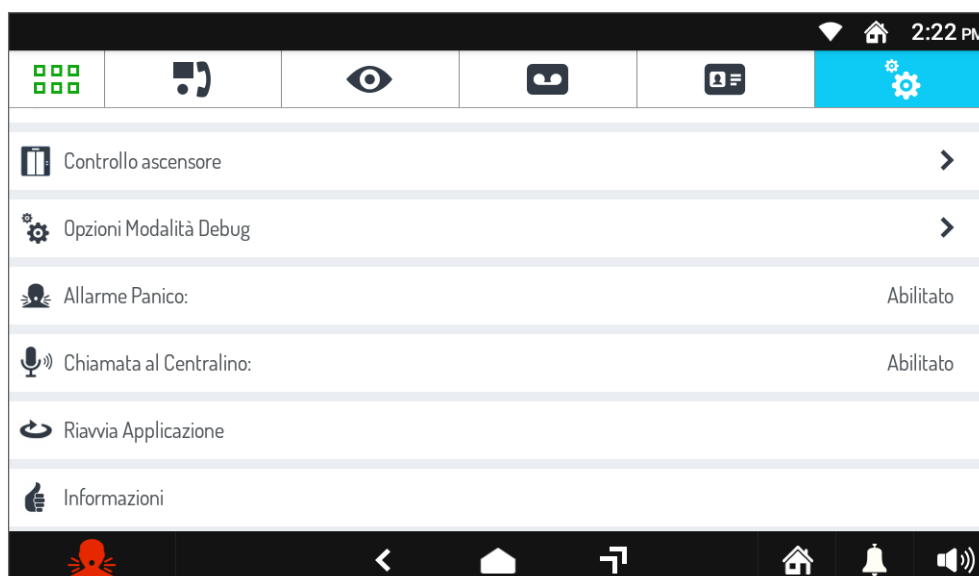 2:22 PM
Controllo ascensore
Opzioni Modalità Debug
Allarme Panico: Abilitato
Chiamata al Centralino: Abilitato
Riavvia Applicazione
Informazioni